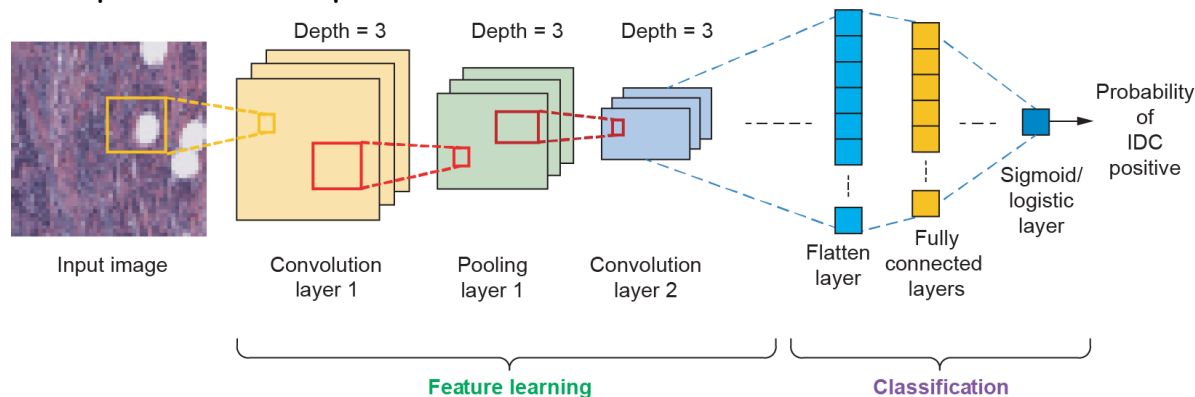 Depth = 3
Depth = 3
Depth = 3
Input image
Convolution
layer 1
Pooling
layer 1
Convolution
layer 2
Flatten
layer
Fully
connected
layers
Sigmoid/
logistic
layer
Probability
of
IDC
positive
Feature learning
Classification